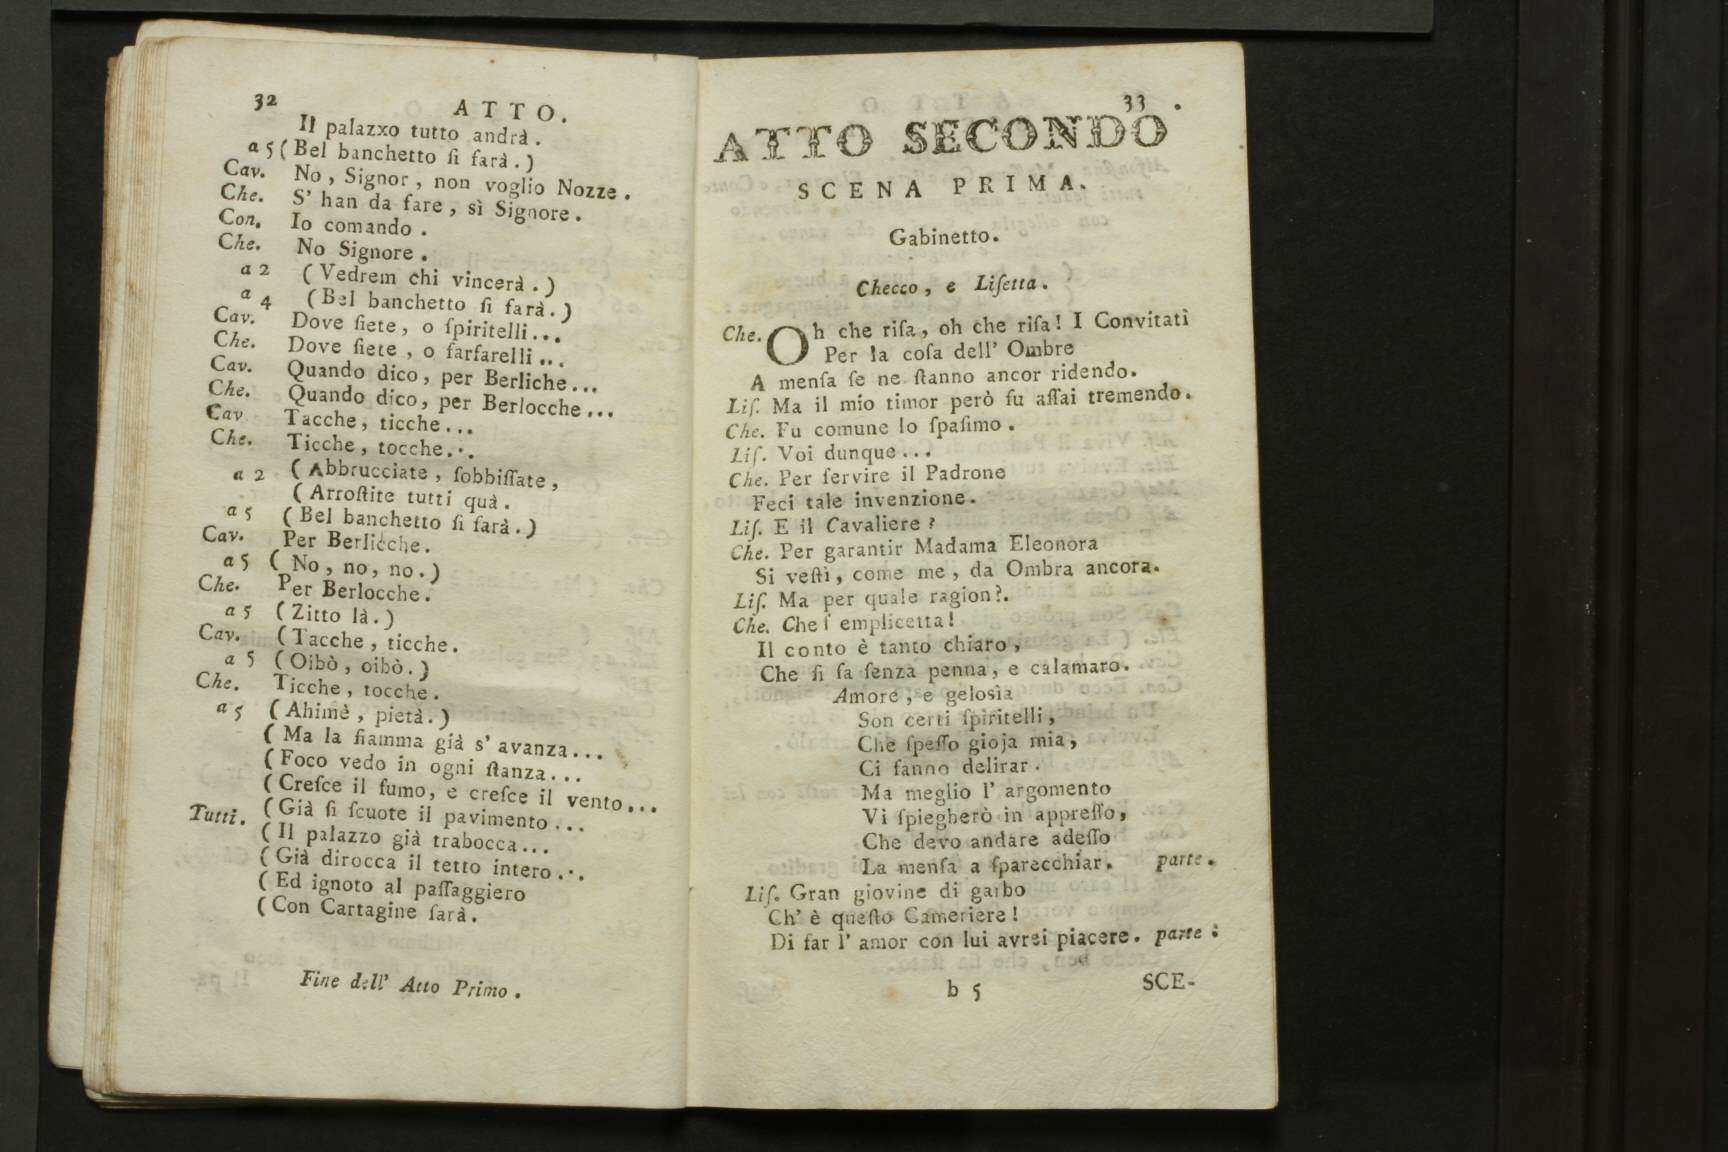 32
ATTO.
Il palazxo tutto andrà.
a 5 (Bel banchetto ſi farà.)
Cav. No, Signor, non voglio Nozze.
Che. S' han da fare, sì Signore.
Con. Io comando.
Che. No Signore.
a 2 (Vedrem chi vincerà.)
a 4 (Bel banchetto ſi farà.)
Cav. Dove ſiete, o ſpiritelli...
Che. Dove ſiete, o farfarelli...
Cav. Quando dico, per Berliche...
Che. Quando dico, per Berlocche...
Cav Tacche, ticche...
Che. Ticche, tocche...
a 2 (Abbrucciate, ſobbiſſate,
(Arroſtite tutti quà.
a 5 (Bel banchetto ſi farà.)
Cav. Per Berlicche.
a 5 (No, no, no.)
Che. Per Berlocche.
a 5 (Zitto là.)
Cav. (Tacche, ticche.
a 5 (Oibò, oibò.)
Che. Ticche, tocche.
a 5 (Ahimè, pietà.)
(Ma la fiamma già s' avanza...
(Foco vedo in ogni ſtanza...
(Creſce il fumo, e creſce il vento...
Tutti. (Già ſi ſcuote il pavimento...
(Il palazzo già trabocca...
(Già dirocca il tetto intero...
(Ed ignoto al paſſaggiero
(Con Cartagine ſarà.
Fine dell' Atto Primo.
33
ATTO SECONDO
SCENA PRIMA.
Gabinetto.
Checco, e Liſetta.
Che. Oh che riſa, oh che riſa! I Convitati
Per la coſa dell' Ombre
A menſa ſe ne ſtanno ancor ridendo.
Liſ. Ma il mio timor però fu aſſai tremendo.
Che. Fu comune lo ſpaſimo.
Liſ. Voi dunque...
Che. Per ſervire il Padrone
Feci tale invenzione.
Liſ. E il Cavaliere?
Che. Per garantir Madama Eleonora
Si veſtì, come me, da Ombra ancora.
Liſ. Ma per quale ragion?.
Che. Che ſ emplicetta!
Il conto è tanto chiaro,
Che ſi fa ſenza penna, e calamaro.
Amore, e gelosìa
Son certi ſpiritelli,
Che ſpeſſo gioja mia,
Ci fanno delirar.
Ma meglio l' argomento
Vi ſpiegherò in appreſſo,
Che devo andare adeſſo
La menſa a ſparecchiar. parte.
Liſ. Gran giovine di garbo
Ch' è queſto Cameriere!
Di far l' amor con lui avrei piacere. parte:
b 5
SCE-